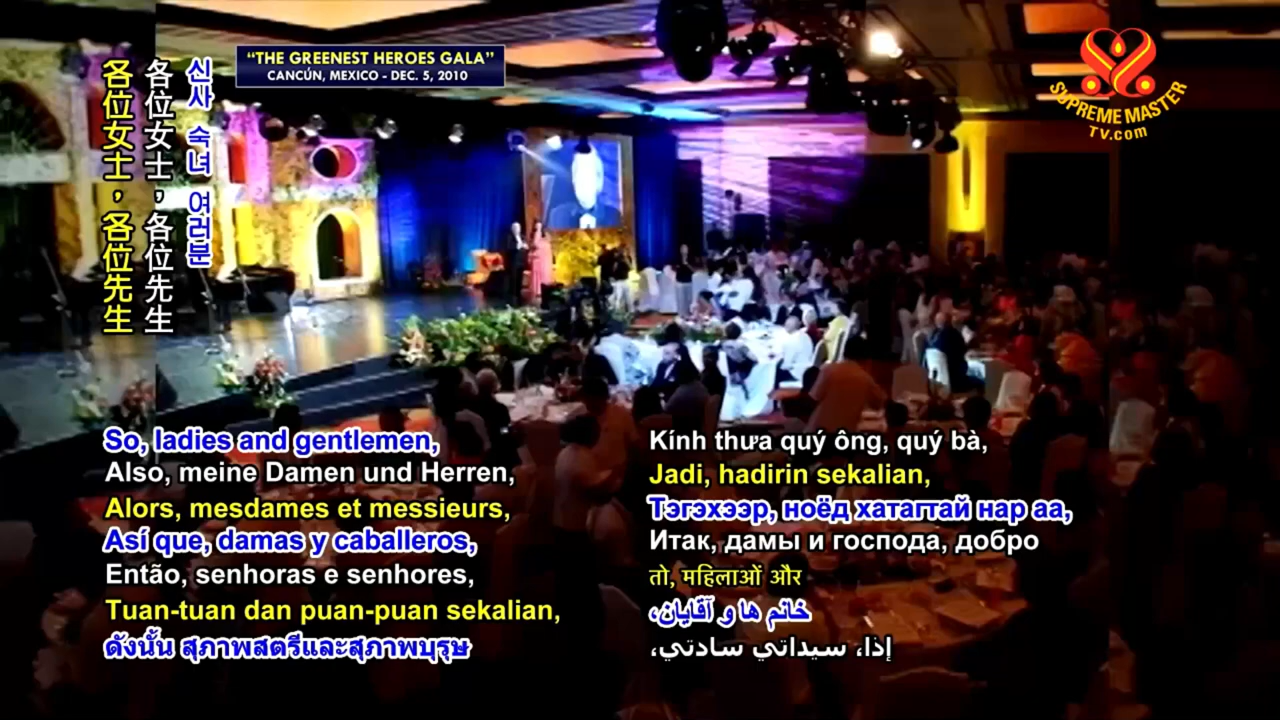 "THE GREENEST HEROES GALA"
CANCÚN, MEXICO - DEC. 5, 2010
SUPREME MASTER
TV.com
신사 숙녀 여러분
各位女士，各位先生
各位女士，各位先生
So, ladies and gentlemen,
Also, meine Damen und Herren,
Alors, mesdames et messieurs,
Así que, damas y caballeros,
Então, senhoras e senhores,
Tuan-tuan dan puan-puan sekalian,
ดังนั้น สุภาพสตรีและสุภาพบุรุษ
Kính thưa quý ông, quý bà,
Jadi, hadirin sekalian,
Тэгэхээр, ноёд хатагтай нар аа,
Итак, дамы и господа, добро
तो, महिलाओं और
خانم ها و آقایان،
إذا، سيداتي سادتي،